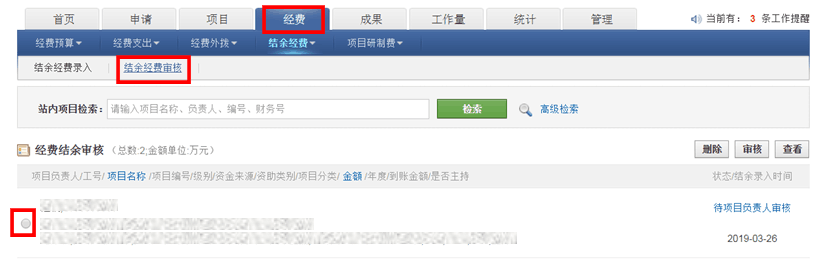 首页 申请 项目 经费 成果 工作量 统计 管理 当前有: 3 条工作提醒
经费预算 经费支出 经费外拨 结余经费 项目研制费
结余经费录入 结余经费审核
站内项目检索: 请输入项目名称、负责人、编号、财务号 检索 高级检索
经费结余审核 (总数:2;金额单位:万元) 删除 审核 查看
项目负责人/工号/ 项目名称 /项目编号/级别/资金来源/资助类别/项目分类/ 金额 /年度/到账金额/是否主持 状态/结余录入时间
待项目负责人审核
2019-03-26